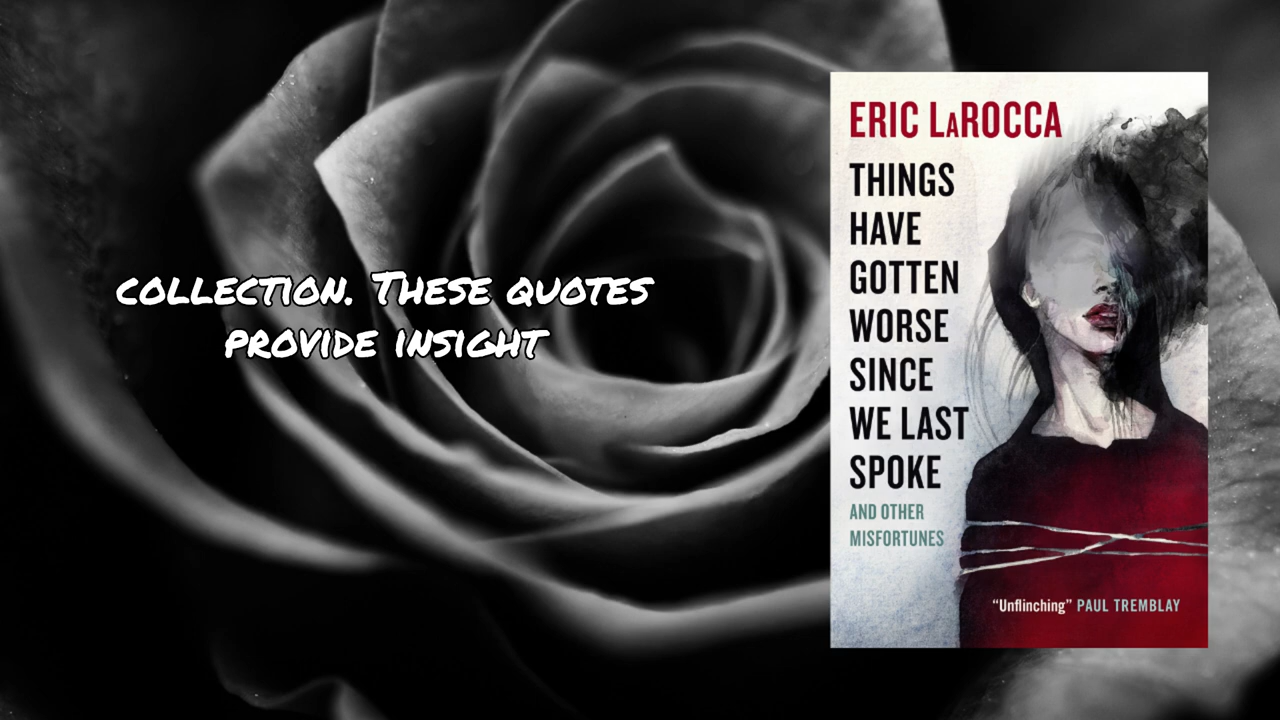 collection. These quotes
provide insight
ERIC LAROCCA
THINGS
HAVE
GOTTEN
WORSE
SINCE
WE LAST
SPOKE
AND OTHER
MISFORTUNES
“Unflinching” PAUL TREMBLAY